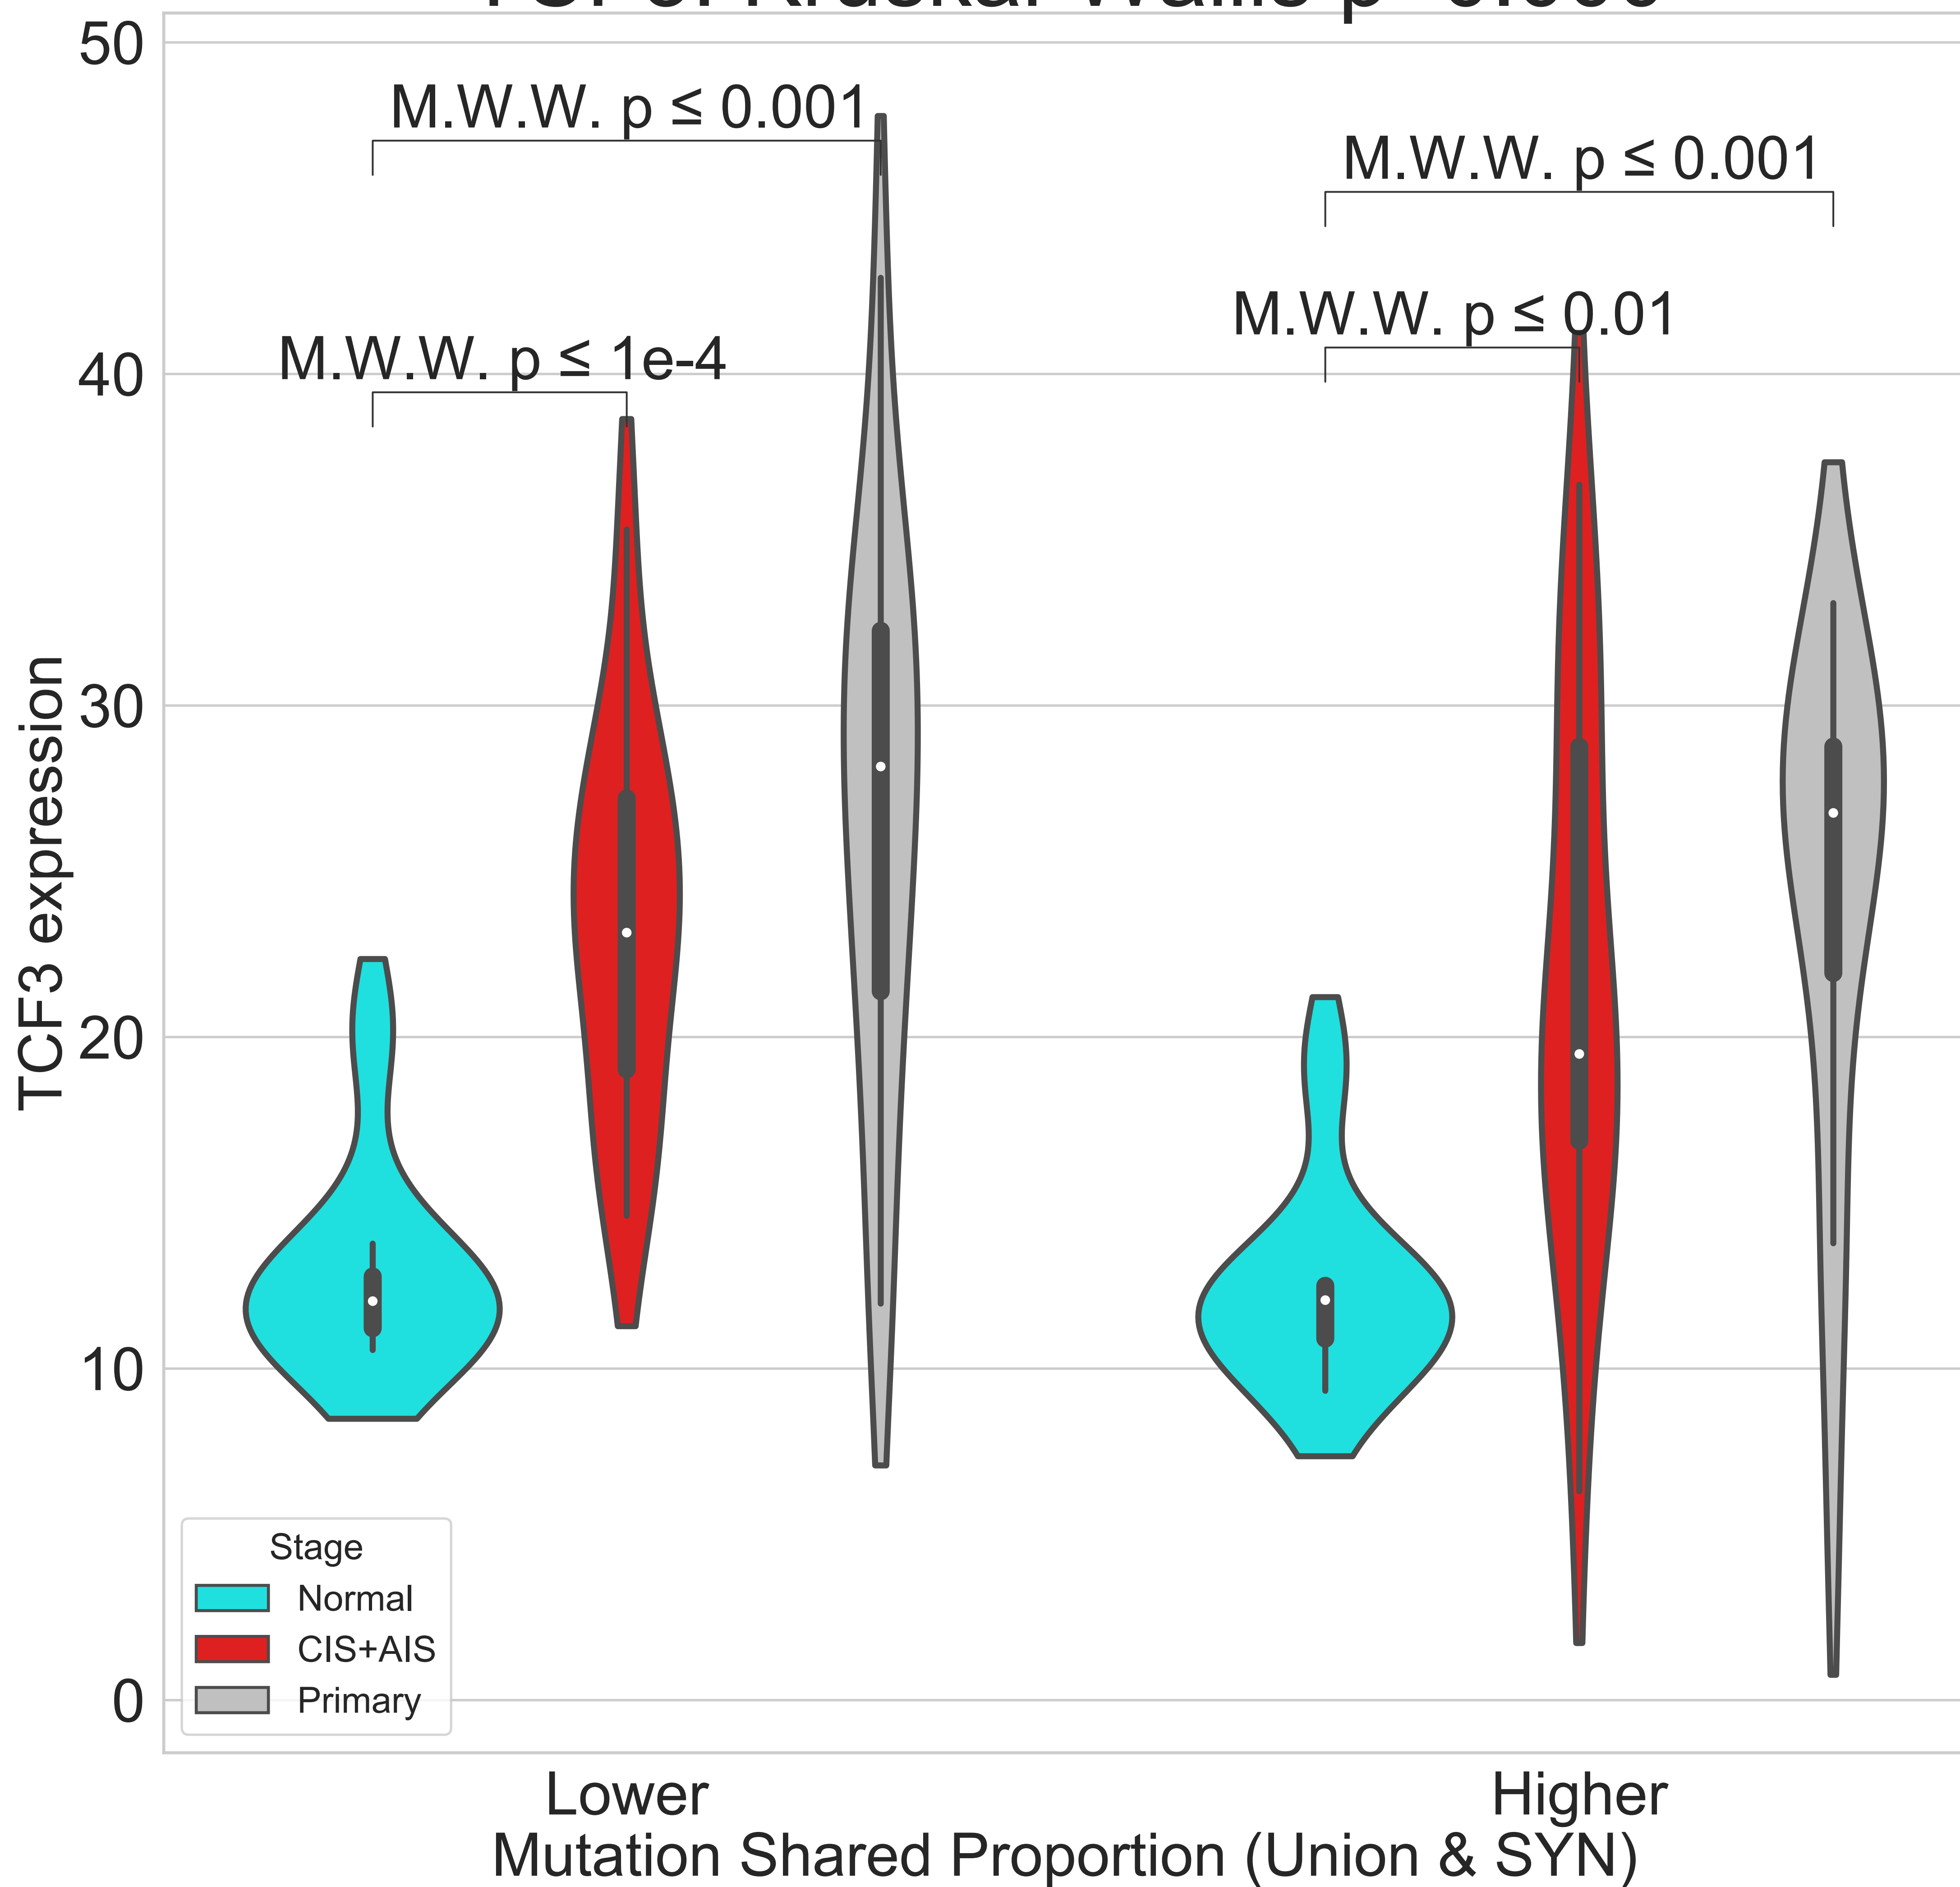 50
M.W.W. p ≤ 0.001
M.W.W. p ≤ 0.001
M.W.W. p ≤ 0.01
M.W.W. p ≤ 1e-4
40
30
TCF3 expression
20
10
0
Stage
Normal
CIS+AIS
Primary
Lower
Higher
Mutation Shared Proportion (Union & SYN)